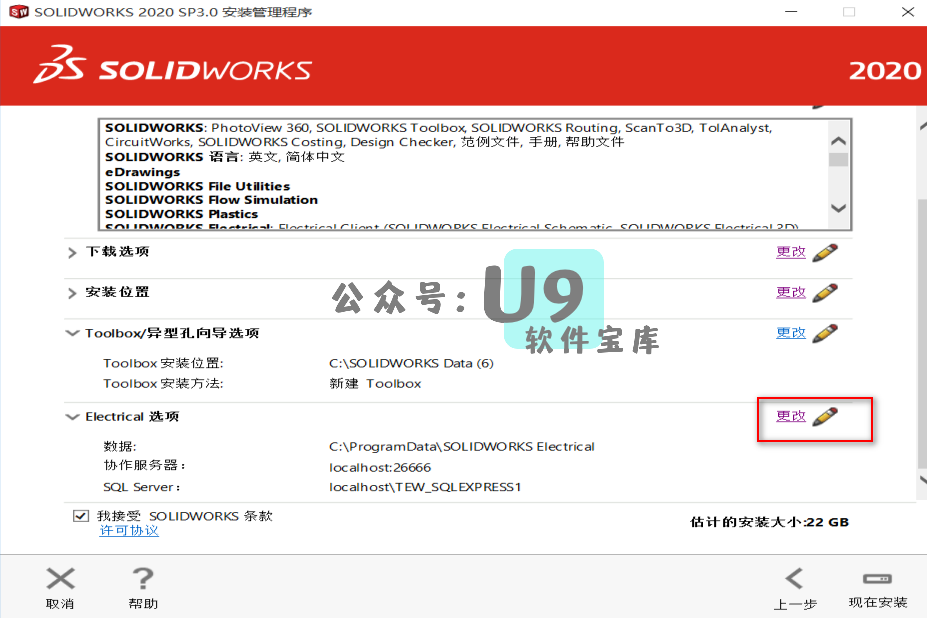 SOLIDWORKS 2020 SP3.0 安装管理程序
SOLIDWORKS
2020
SOLIDWORKS: PhotoView 360, SOLIDWORKS Toolbox, SOLIDWORKS Routing, ScanTo3D, TolAnalyst,
CircuitWorks, SOLIDWORKS Costing, Design Checker, 范例文件, 手册, 帮助文件
SOLIDWORKS 语言: 英文, 简体中文
eDrawings
SOLIDWORKS File Utilities
SOLIDWORKS Flow Simulation
SOLIDWORKS Plastics
SOLIDWORKS Electrical: Electrical Client (SOLIDWORKS Electrical Schematic, SOLIDWORKS Electrical 3D)
下载选项 更改
安装位置 更改
公众号：U9
软件宝库
Toolbox/异型孔向导选项 更改
Toolbox 安装位置: C:\SOLIDWORKS Data (6)
Toolbox 安装方法: 新建 Toolbox
Electrical 选项 更改
数据: C:\ProgramData\SOLIDWORKS Electrical
协作服务器： localhost:26666
SQL Server： localhost\TEW_SQLEXPRESS1
我接受 SOLIDWORKS 条款
许可协议
估计的安装大小:22 GB
取消 帮助 上一步 现在安装